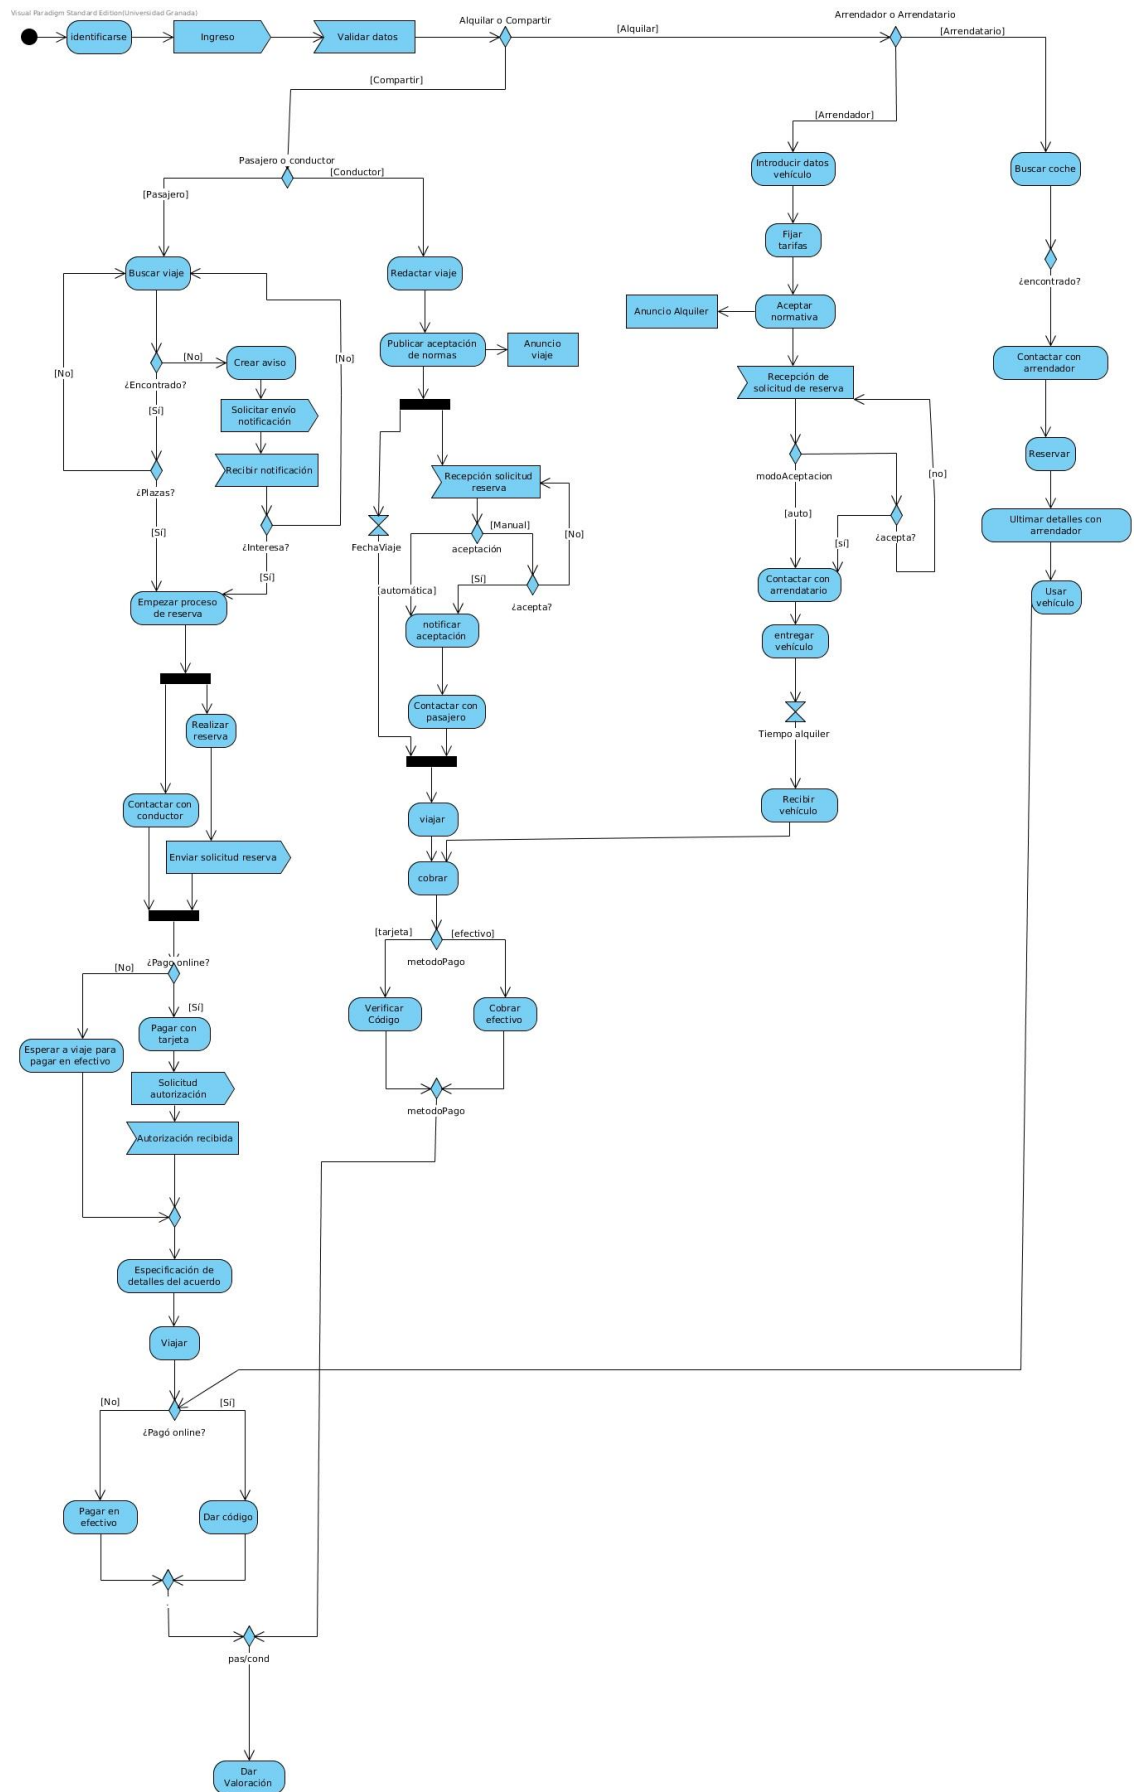 Visual Paradigm Standard Edition(Universidad Granada)
Alquilar o Compartir
Arrendador o Arrendatario
identificarse
Ingreso
Validar datos
[Alquilar]
[Arrendatario]
[Compartir]
[Arrendador]
Pasajero o conductor
[Conductor]
[Pasajero]
Introducir datos
vehículo
Buscar coche
Fijar
tarifas
Buscar viaje
Redactar viaje
¿encontrado?
Anuncio Alquiler
Aceptar
normativa
Publicar aceptación
de normas
Anuncio
viaje
[No]
[No]
[No]
Crear aviso
¿Encontrado?
Contactar con
arrendador
Recepción de
solicitud de reserva
[Sí]
Solicitar envío
notificación
Reservar
Recibir notificación
Recepción solicitud
reserva
modoAceptacion
[no]
¿Plazas?
[auto]
Ultimar detalles con
arrendador
[Sí]
¿Interesa?
FechaViaje
[Manual]
aceptación
[No]
[sí]
¿acepta?
[Sí]
[automática]
[Sí]
¿acepta?
Contactar con
arrendatario
Usar
vehículo
Empezar proceso
de reserva
notificar
aceptación
entregar
vehículo
Realizar
reserva
Contactar con
pasajero
Tiempo alquiler
Contactar con
conductor
viajar
Recibir
vehículo
Enviar solicitud reserva
cobrar
[tarjeta]
[efectivo]
¿Pago online?
[No]
metodoPago
[Sí]
Verificar
Código
Cobrar
efectivo
Pagar con
tarjeta
Esperar a viaje para
pagar en efectivo
Solicitud
autorización
metodoPago
Autorización recibida
Especificación de
detalles del acuerdo
Viajar
[No]
[Sí]
¿Pagó online?
Pagar en
efectivo
Dar código
.
pas/cond
Dar
Valoración